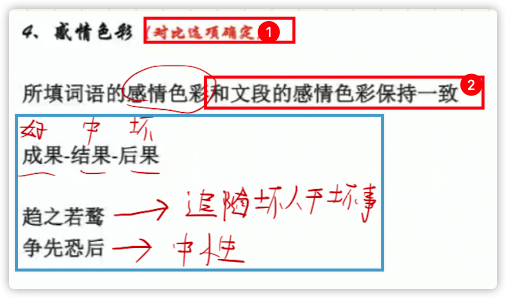 4、感情色彩（对比选项确定） 1
所填词语的感情色彩和文段的感情色彩保持一致 2
好 中 坏
成果-结果-后果
趋之若鹜 → 追随坏人干坏事
争先恐后 → 中性